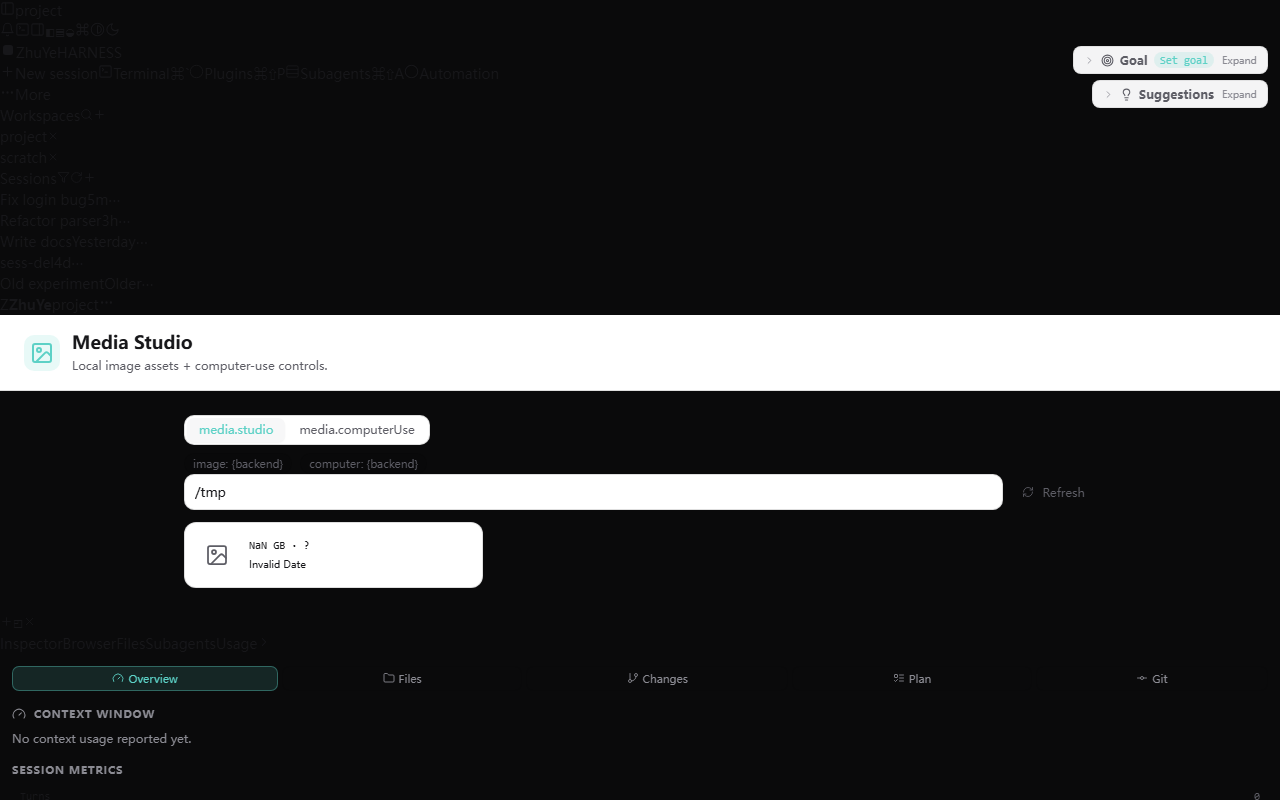 project
ZhuYeHARNESS
New session Terminal⌘` Plugins⌘⇧P Subagents⌘⇧A Automation
More
Workspaces
project
scratch
Sessions
Fix login bug5m
Refactor parser3h
Write docsYesterday
sess-del4d
Old experimentOlder
ZZhuYeproject
Goal Set goal Expand
Suggestions Expand
Media Studio
Local image assets + computer-use controls.
media.studio media.computerUse
image: {backend} computer: {backend}
/tmp Refresh
NaN GB · ?
Invalid Date
InspectorBrowserFilesSubagentsUsage
Overview Files Changes Plan Git
CONTEXT WINDOW
No context usage reported yet.
SESSION METRICS
Turns 0